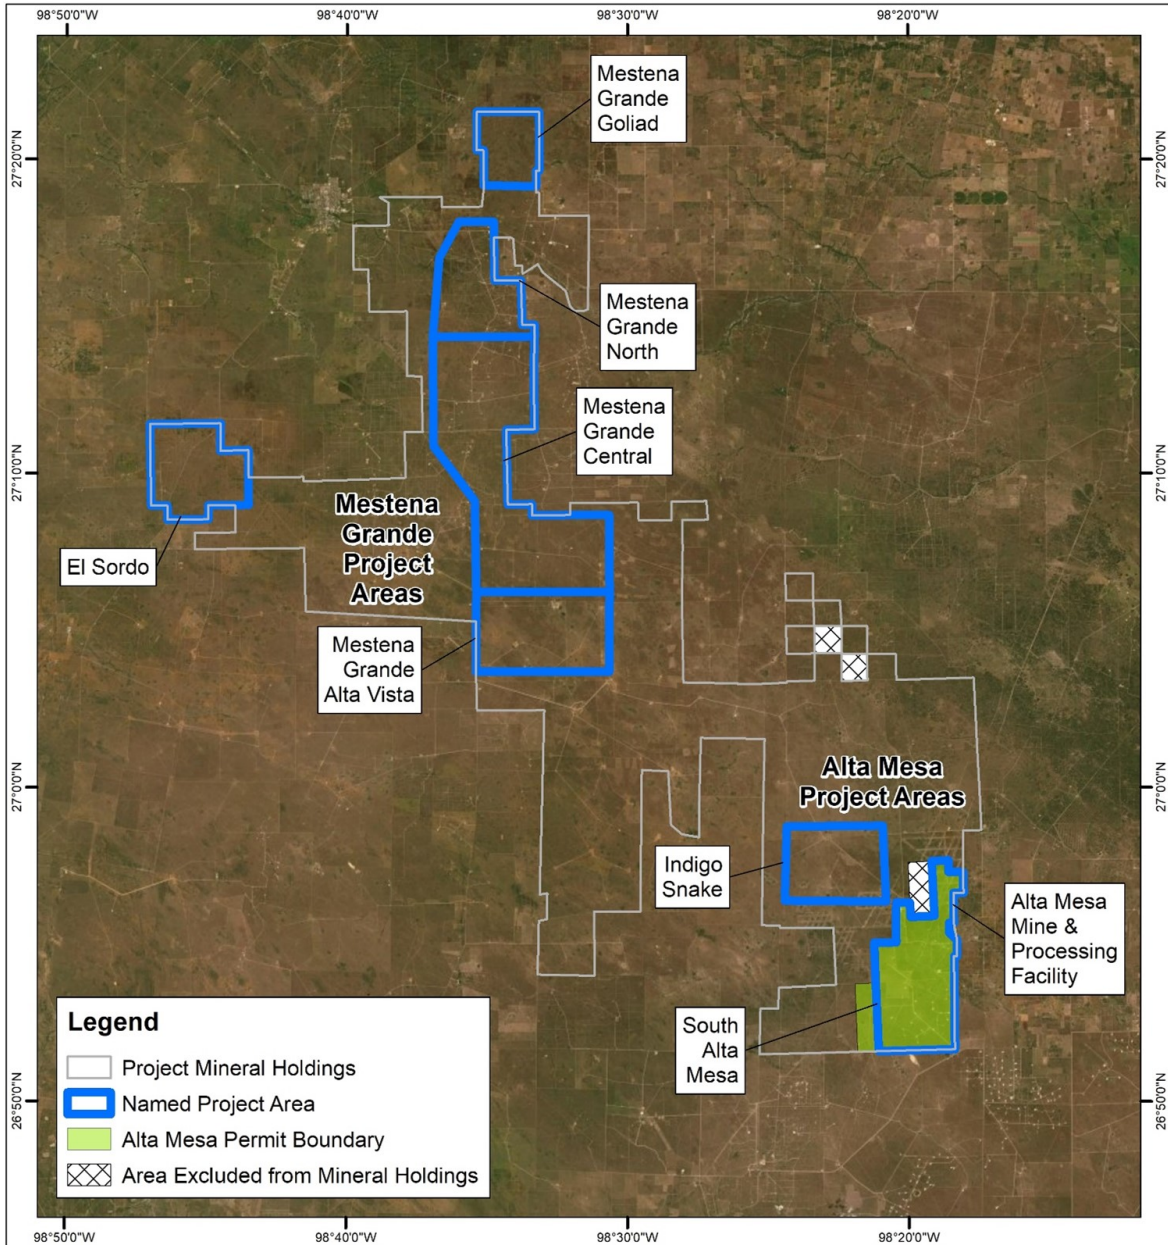 98°50'0"W
98°40'0"W
98°30'0"W
98°20'0"W
27°20'0"N
27°20'0"N
Mestena
Grande
Goliad
Mestena
Grande
North
Mestena
Grande
Central
27°10'0"N
27°10'0"N
El Sordo
Mestena
Grande
Project
Areas
Mestena
Grande
Alta Vista
27°0'0"N
27°0'0"N
Alta Mesa
Project Areas
Indigo
Snake
Alta Mesa
Mine &
Processing
Facility
South
Alta
Mesa
Legend
Project Mineral Holdings
Named Project Area
Alta Mesa Permit Boundary
Area Excluded from Mineral Holdings
26°50'0"N
26°50'0"N
98°50'0"W
98°40'0"W
98°30'0"W
98°20'0"W